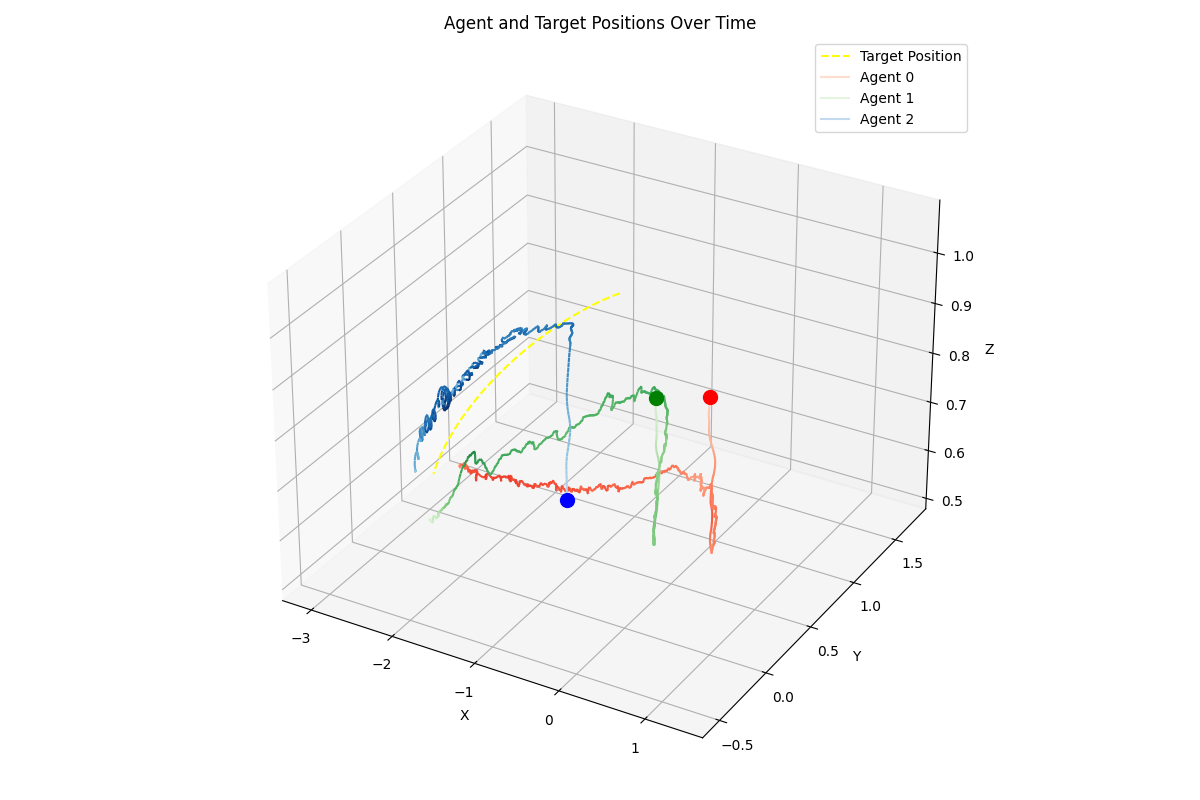 Agent and Target Positions Over Time
Target Position
Agent 0
Agent 1
Agent 2
1.0
0.9
0.8
0.7
0.6
0.5
Z
1.5
1.0
0.5
0.0
−0.5
Y
−3
−2
−1
0
1
X